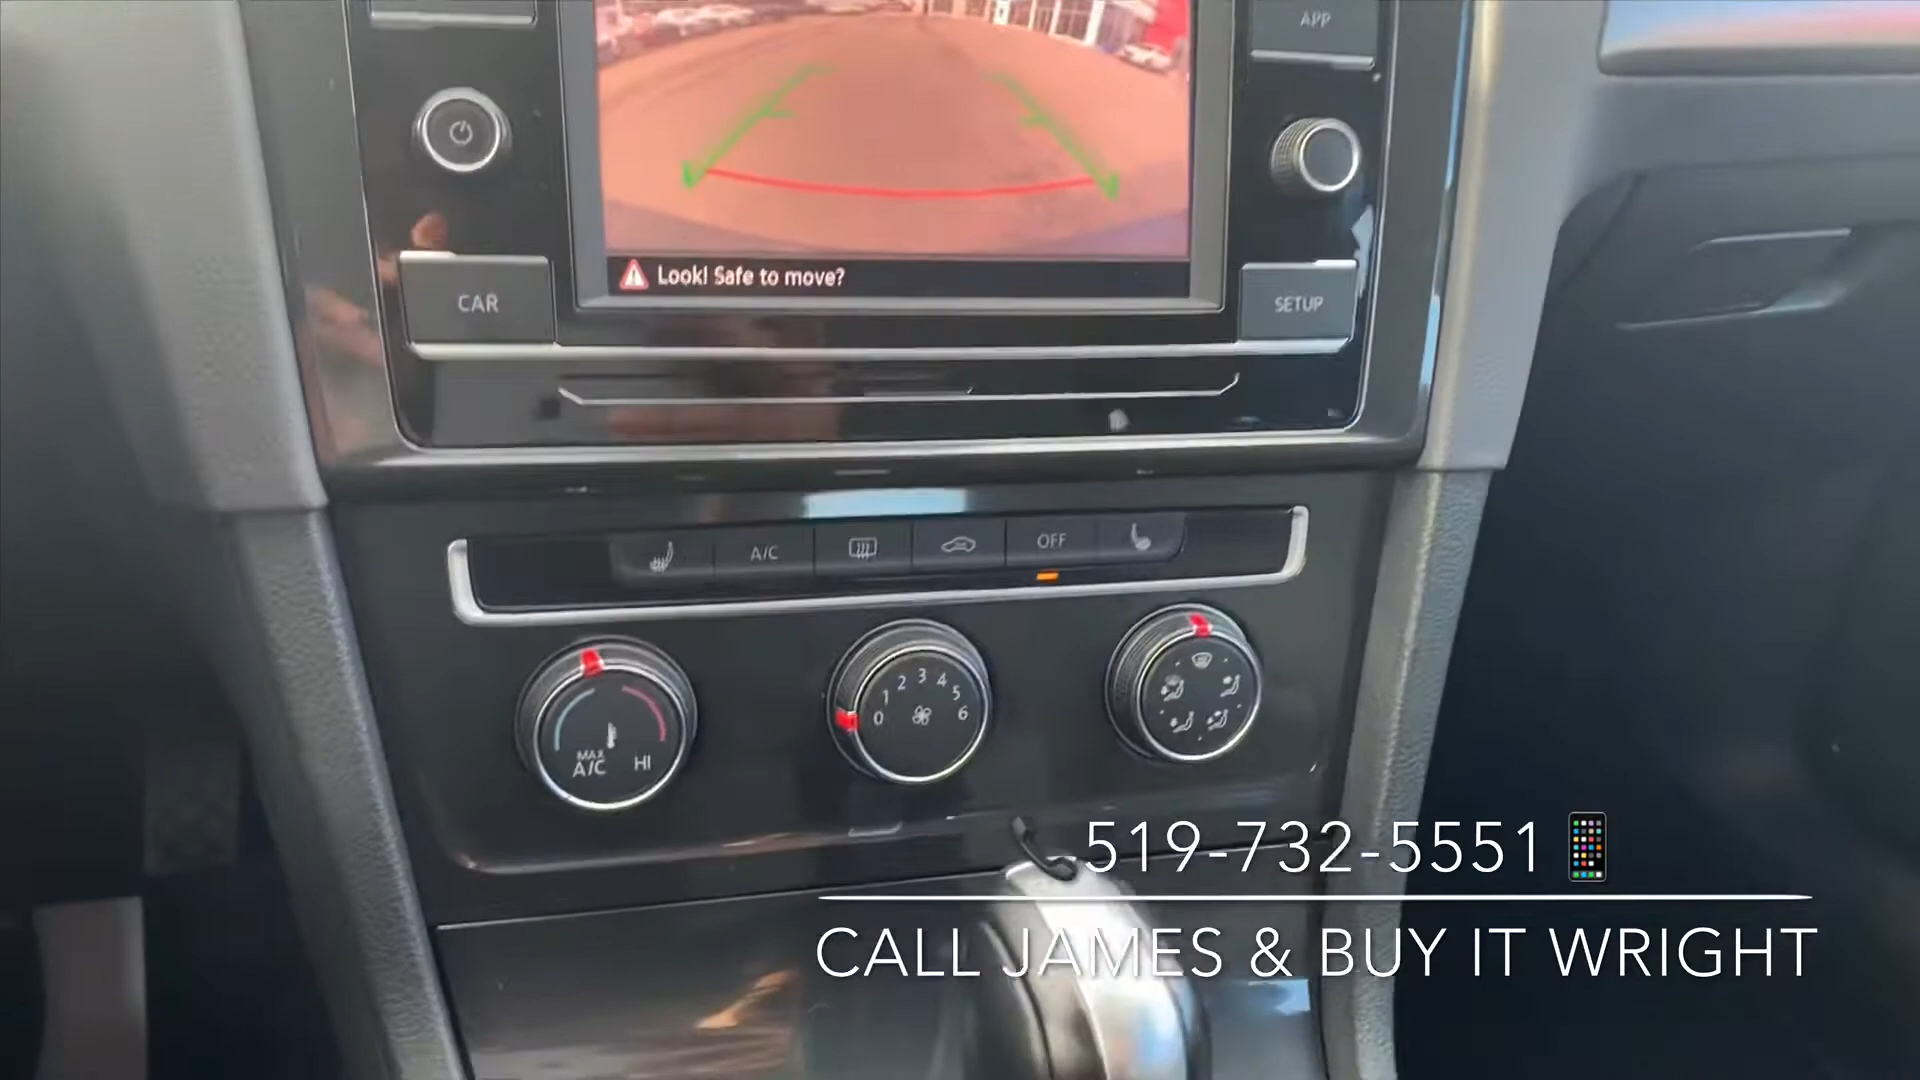 APP
CAR
Look! Safe to move?
SETUP
A/C
OFF
MAX
A/C
HI
0
1
2
3
4
5
6
519-732-5551
CALL JAMES & BUY IT WRIGHT